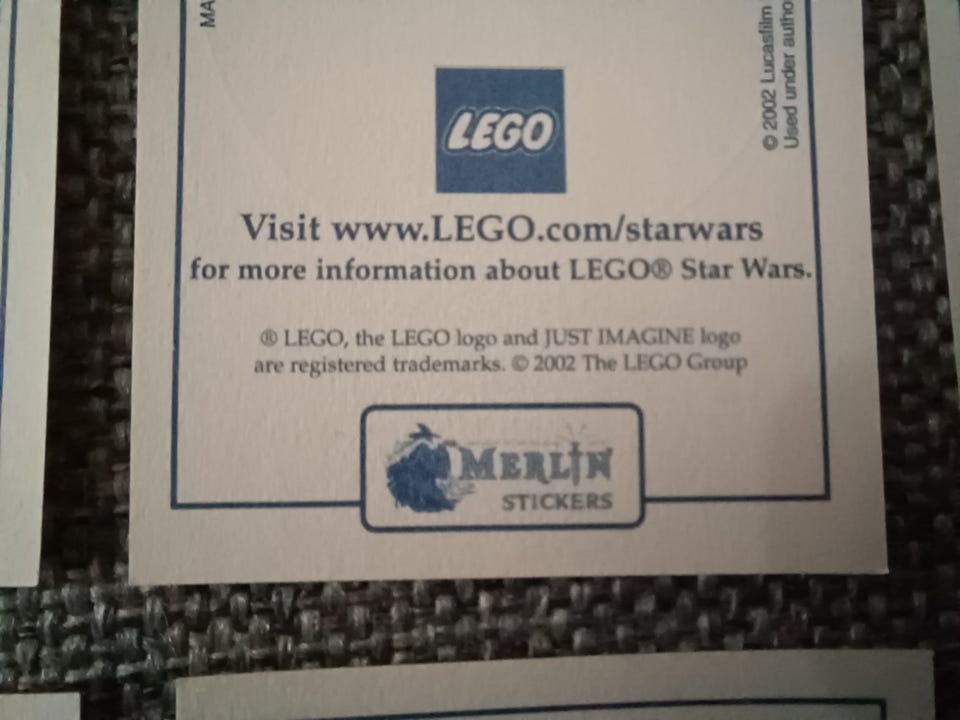 MA
© 2002 Lucasfilm
Used under autho
LEGO
Visit www.LEGO.com/starwars
for more information about LEGO® Star Wars.
® LEGO, the LEGO logo and JUST IMAGINE logo
are registered trademarks. © 2002 The LEGO Group
MERLIN
STICKERS